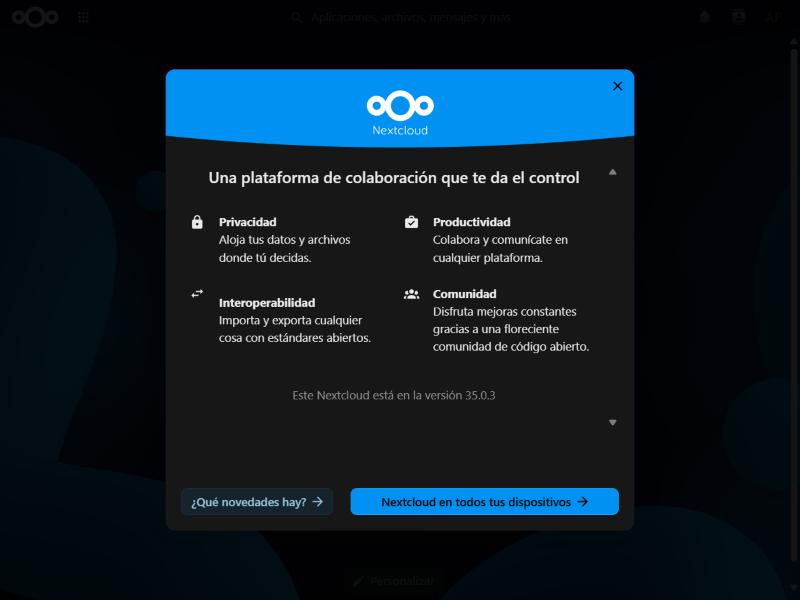 Aplicaciones, archivos, mensajes y más
AP
Nextcloud
Una plataforma de colaboración que te da el control
Privacidad
Aloja tus datos y archivos
donde tú decidas.
Productividad
Colabora y comunícate en
cualquier plataforma.
Interoperabilidad
Importa y exporta cualquier
cosa con estándares abiertos.
Comunidad
Disfruta mejoras constantes
gracias a una floreciente
comunidad de código abierto.
Este Nextcloud está en la versión 35.0.3
¿Qué novedades hay?
Nextcloud en todos tus dispositivos
Personalizar